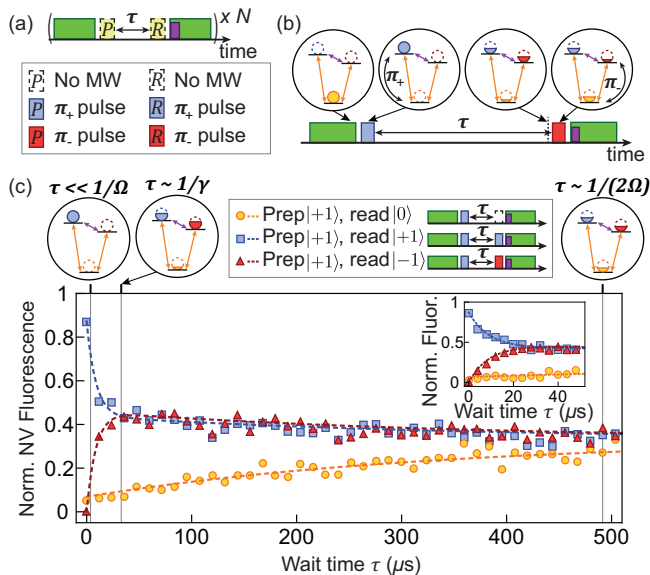 (a)
P
τ
R
x N
time
P No MW
R No MW
P π₊ pulse
R π₊ pulse
P π₋ pulse
R π₋ pulse
(b)
π₊
π₋
τ
time
(c)
τ << 1/Ω
τ ~ 1/γ
τ ~ 1/(2Ω)
Prep|+1⟩, read|0⟩
τ
Prep|+1⟩, read|+1⟩
τ
Prep|+1⟩, read|−1⟩
τ
Norm. NV Fluorescence
1
0.8
0.6
0.4
0.2
0
0
100
200
300
400
500
Wait time τ (μs)
Norm. Fluor.
1
0.5
0
0
20
40
Wait time τ (μs)